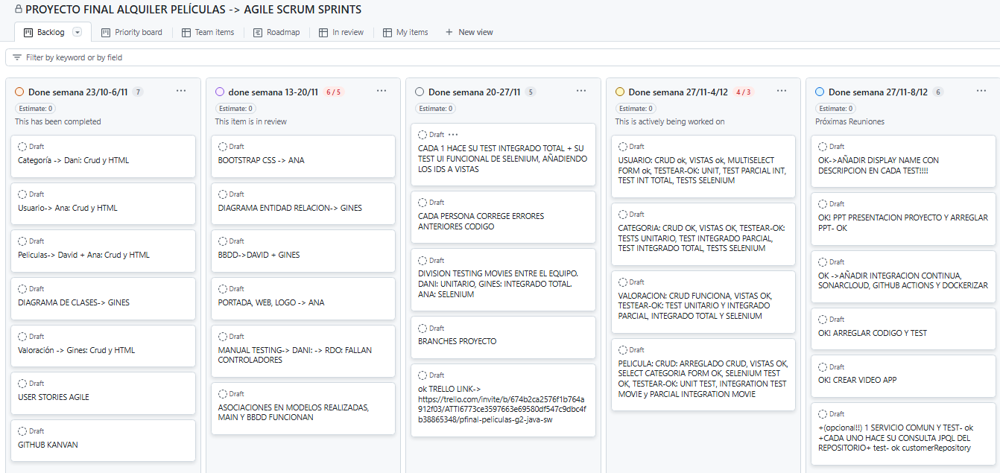 PROYECTO FINAL ALQUILER PELÍCULAS -> AGILE SCRUM SPRINTS
Backlog
Priority board
Team items
Roadmap
In review
My items
+ New view
Filter by keyword or by field
Done semana 23/10-6/11 7
Estimate: 0
This has been completed
Draft
Categoría -> Dani: Crud y HTML
Draft
Usuario-> Ana: Crud y HTML
Draft
Peliculas-> David + Ana: Crud y HTML
Draft
DIAGRAMA DE CLASES-> GINES
Draft
Valoración -> Gines: Crud y HTML
Draft
USER STORIES AGILE
Draft
GITHUB KANVAN
done semana 13-20/11 6 / 5
Estimate: 0
This item is in review
Draft
BOOTSTRAP CSS -> ANA
Draft
DIAGRAMA ENTIDAD RELACION-> GINES
Draft
BBDD->DAVID + GINES
Draft
PORTADA, WEB, LOGO -> ANA
Draft
MANUAL TESTING-> DANI: -> RDO: FALLAN
CONTROLADORES
Draft
ASOCIACIONES EN MODELOS REALIZADAS,
MAIN Y BBDD FUNCIONAN
Done semana 20-27/11 5
Estimate: 0
Draft
CADA 1 HACE SU TEST INTEGRADO TOTAL + SU
TEST UI FUNCIONAL DE SELENIUM, AÑADIENDO
LOS IDS A VISTAS
Draft
CADA PERSONA CORREGE ERRORES
ANTERIORES CODIGO
Draft
DIVISION TESTING MOVIES ENTRE EL EQUIPO.
DANI: UNITARIO, GINES: INTEGRADO TOTAL.
ANA: SELENIUM
Draft
BRANCHES PROYECTO
Draft
ok TRELLO LINK->
https://trello.com/invite/b/674b2ca2576f1b764a
912f03/ATTI6773ce3597663e69580df547c9dbc4f
b38865348/pfinal-peliculas-g2-java-sw
Done semana 27/11-4/12 4 / 3
Estimate: 0
This is actively being worked on
Draft
USUARIO: CRUD ok, VISTAS ok, MULTISELECT
FORM ok, TESTEAR-OK: UNIT, TEST PARCIAL INT,
TEST INT TOTAL, TESTS SELENIUM
Draft
CATEGORIA: CRUD OK, VISTAS OK, TESTEAR-OK:
TESTS UNITARIO, TEST INTEGRADO PARCIAL,
TEST INTEGRADO TOTAL, TESTS SELENIUM
Draft
VALORACION: CRUD FUNCIONA, VISTAS OK,
TESTEAR-OK: TEST UNITARIO Y INTEGRADO
PARCIAL, INTEGRADO TOTAL Y SELENIUM
Draft
PELICULA: CRUD: ARREGLADO CRUD, VISTAS OK,
SELECT CATEGORIA FORM OK, SELENIUM TEST
OK, TESTEAR-OK: UNIT TEST, INTEGRATION TEST
MOVIE y PARCIAL INTEGRATION MOVIE
Done semana 27/11-8/12 6
Estimate: 0
Próximas Reuniones
Draft
OK->AÑADIR DISPLAY NAME CON
DESCRIPCION EN CADA TEST!!!!
Draft
OK! PPT PRESENTACION PROYECTO Y ARREGLAR
PPT- OK
Draft
OK ->AÑADIR INTEGRACION CONTINUA,
SONARCLOUD, GITHUB ACTIONS Y DOCKERIZAR
Draft
OK! ARREGLAR CODIGO Y TEST
Draft
OK! CREAR VIDEO APP
Draft
+(opcional!!) 1 SERVICIO COMUN Y TEST- ok
+CADA UNO HACE SU CONSULTA JPQL DEL
REPOSITORIO+ test- ok customerRepository